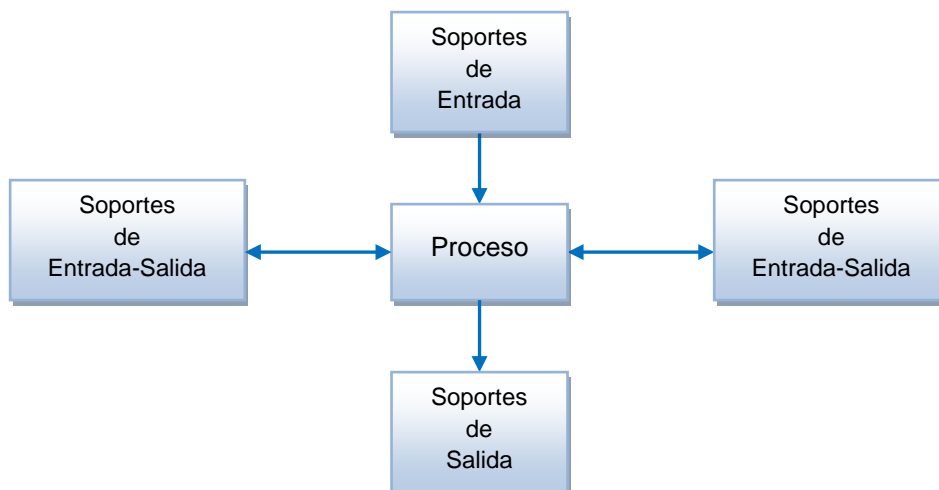 Soportes
de
Entrada
Soportes
de
Entrada-Salida
Proceso
Soportes
de
Entrada-Salida
Soportes
de
Salida